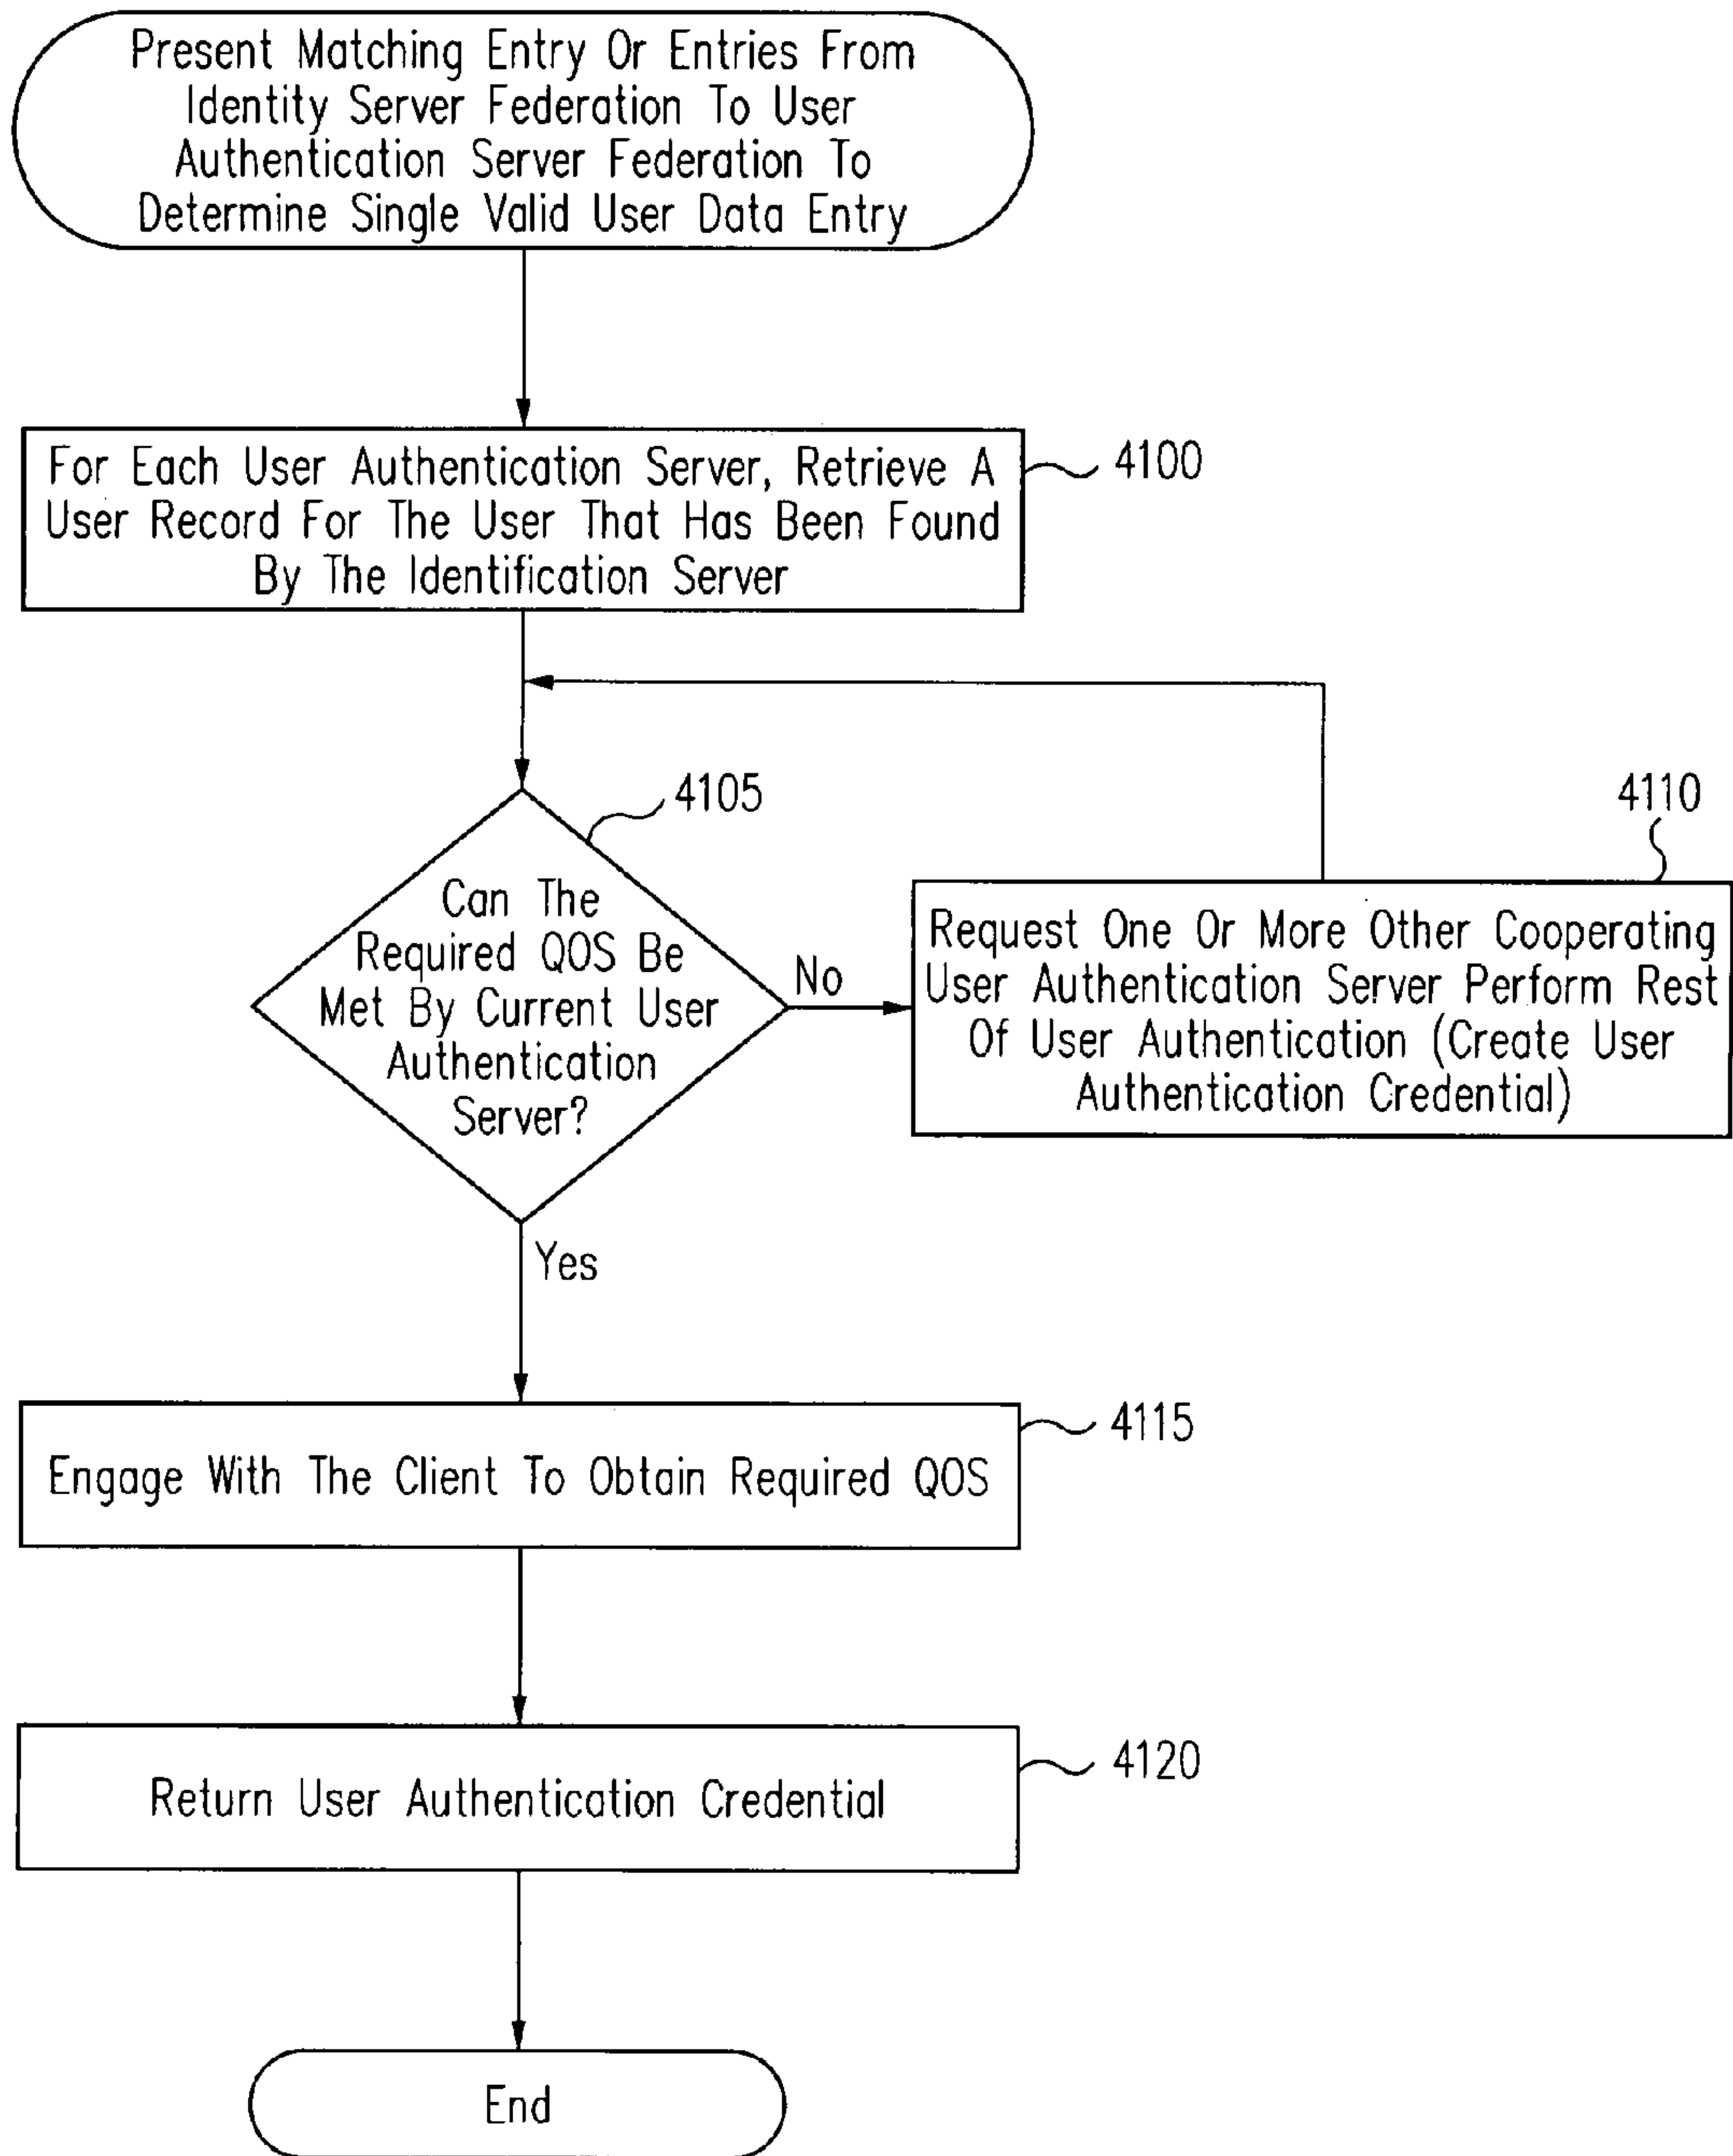 Present Matching Entry Or Entries From
Identity Server Federation To User
Authentication Server Federation To
Determine Single Valid User Data Entry
For Each User Authentication Server, Retrieve A
User Record For The User That Has Been Found
By The Identification Server
4100
4105
Can The
Required QOS Be
Met By Current User
Authentication
Server?
No
4110
Request One Or More Other Cooperating
User Authentication Server Perform Rest
Of User Authentication (Create User
Authentication Credential)
Yes
Engage With The Client To Obtain Required QOS
4115
Return User Authentication Credential
4120
End